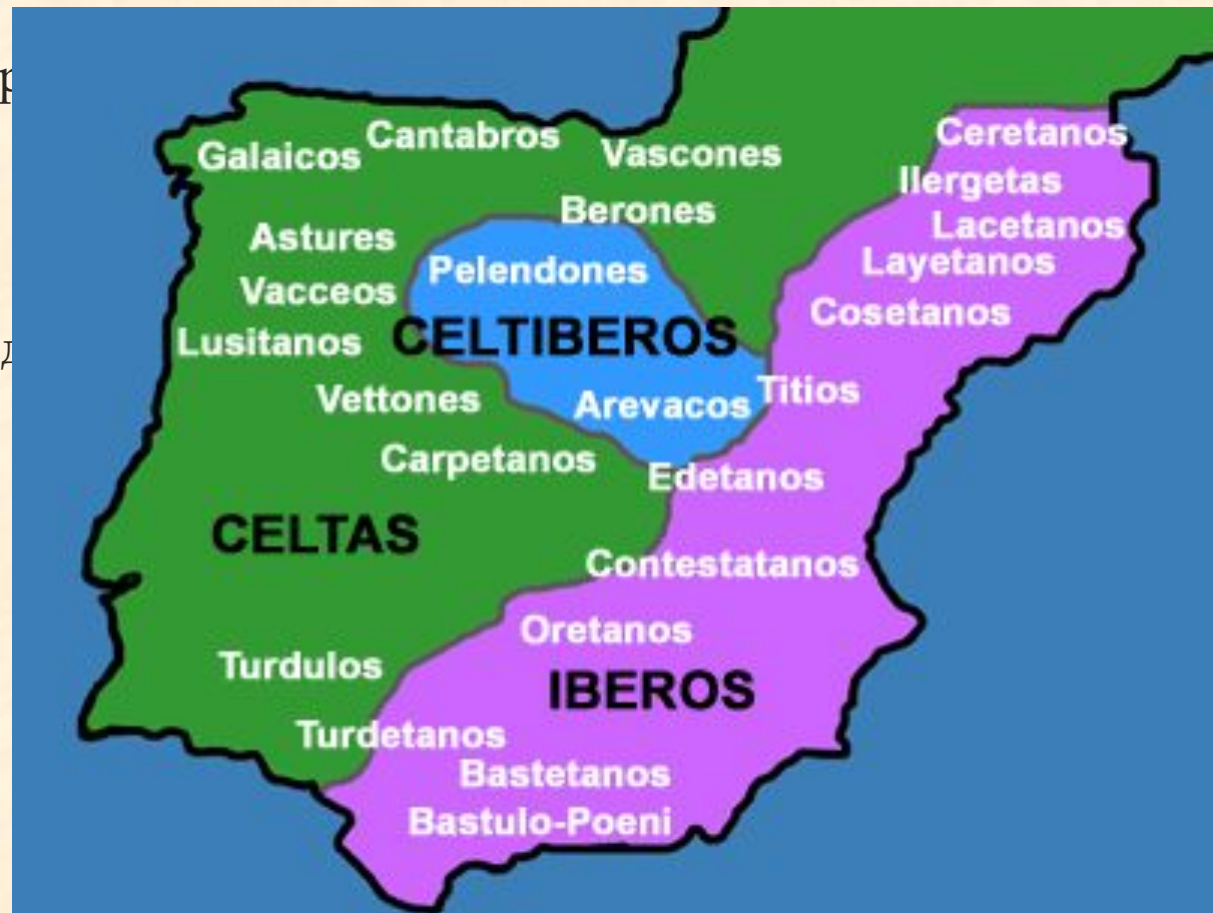 р
д
Galaicos
Cantabros
Vascones
Ceretanos
Ilergetas
Lacetanos
Layetanos
Cosetanos
Berones
Astures
Pelendones
Vacceos
CELTIBEROS
Lusitanos
Vettones
Arevacos
Titios
Carpetanos
Edetanos
CELTAS
Contestatanos
Oretanos
Turdulos
IBEROS
Turdetanos
Bastetanos
Bastulo-Poeni